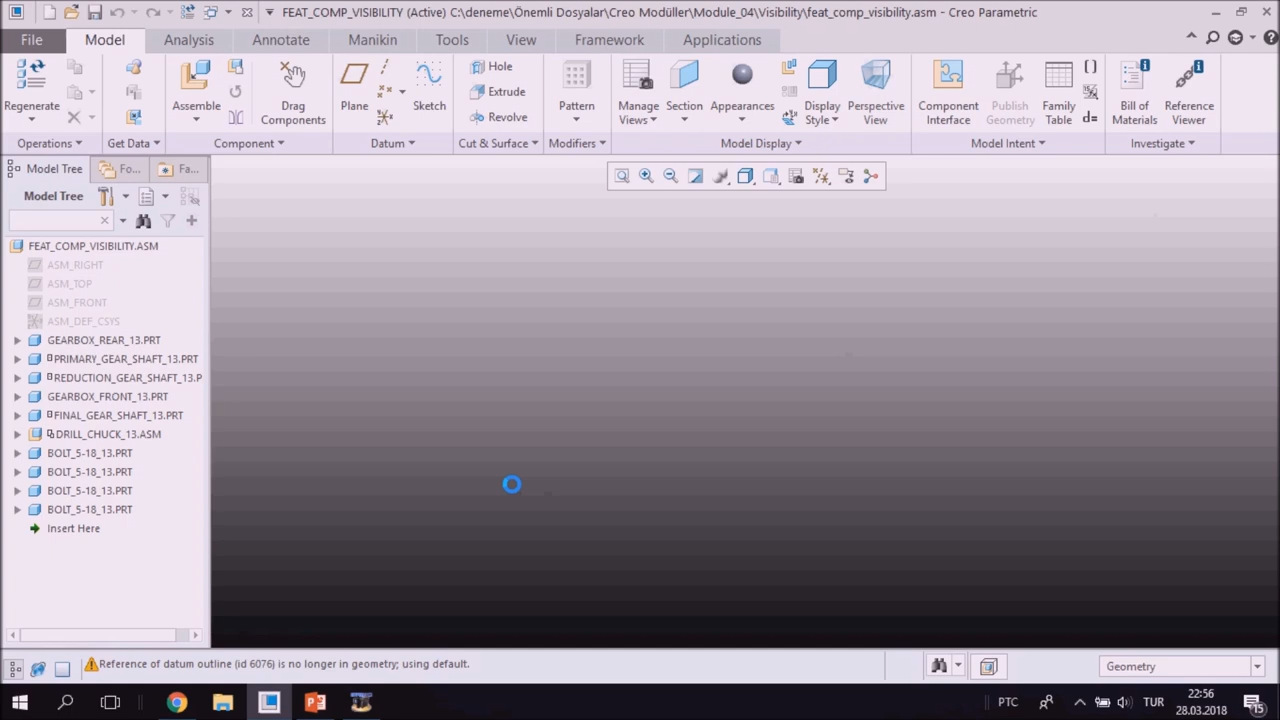 FEAT_COMP_VISIBILITY (Active) C:\deneme\Önemli Dosyalar\Creo Modüller\Module_04\Visibility\feat_comp_visibility.asm - Creo Parametric
File Model Analysis Annotate Manikin Tools View Framework Applications
Regenerate
Assemble
Drag Components
Plane
Sketch
Hole
Extrude
Revolve
Pattern
Manage Views
Section
Appearances
Display Style
Perspective View
Component Interface
Publish Geometry
Family Table
Bill of Materials
Reference Viewer
Operations Get Data Component Datum Cut & Surface Modifiers Model Display Model Intent Investigate
Model Tree Fo... Fa...
Model Tree
FEAT_COMP_VISIBILITY.ASM
ASM_RIGHT
ASM_TOP
ASM_FRONT
ASM_DEF_CSYS
GEARBOX_REAR_13.PRT
PRIMARY_GEAR_SHAFT_13.PRT
REDUCTION_GEAR_SHAFT_13.P
GEARBOX_FRONT_13.PRT
FINAL_GEAR_SHAFT_13.PRT
DRILL_CHUCK_13.ASM
BOLT_5-18_13.PRT
BOLT_5-18_13.PRT
BOLT_5-18_13.PRT
BOLT_5-18_13.PRT
Insert Here
Reference of datum outline (id 6076) is no longer in geometry; using default.
Geometry
PTC
TUR
22:56
28.03.2018
15